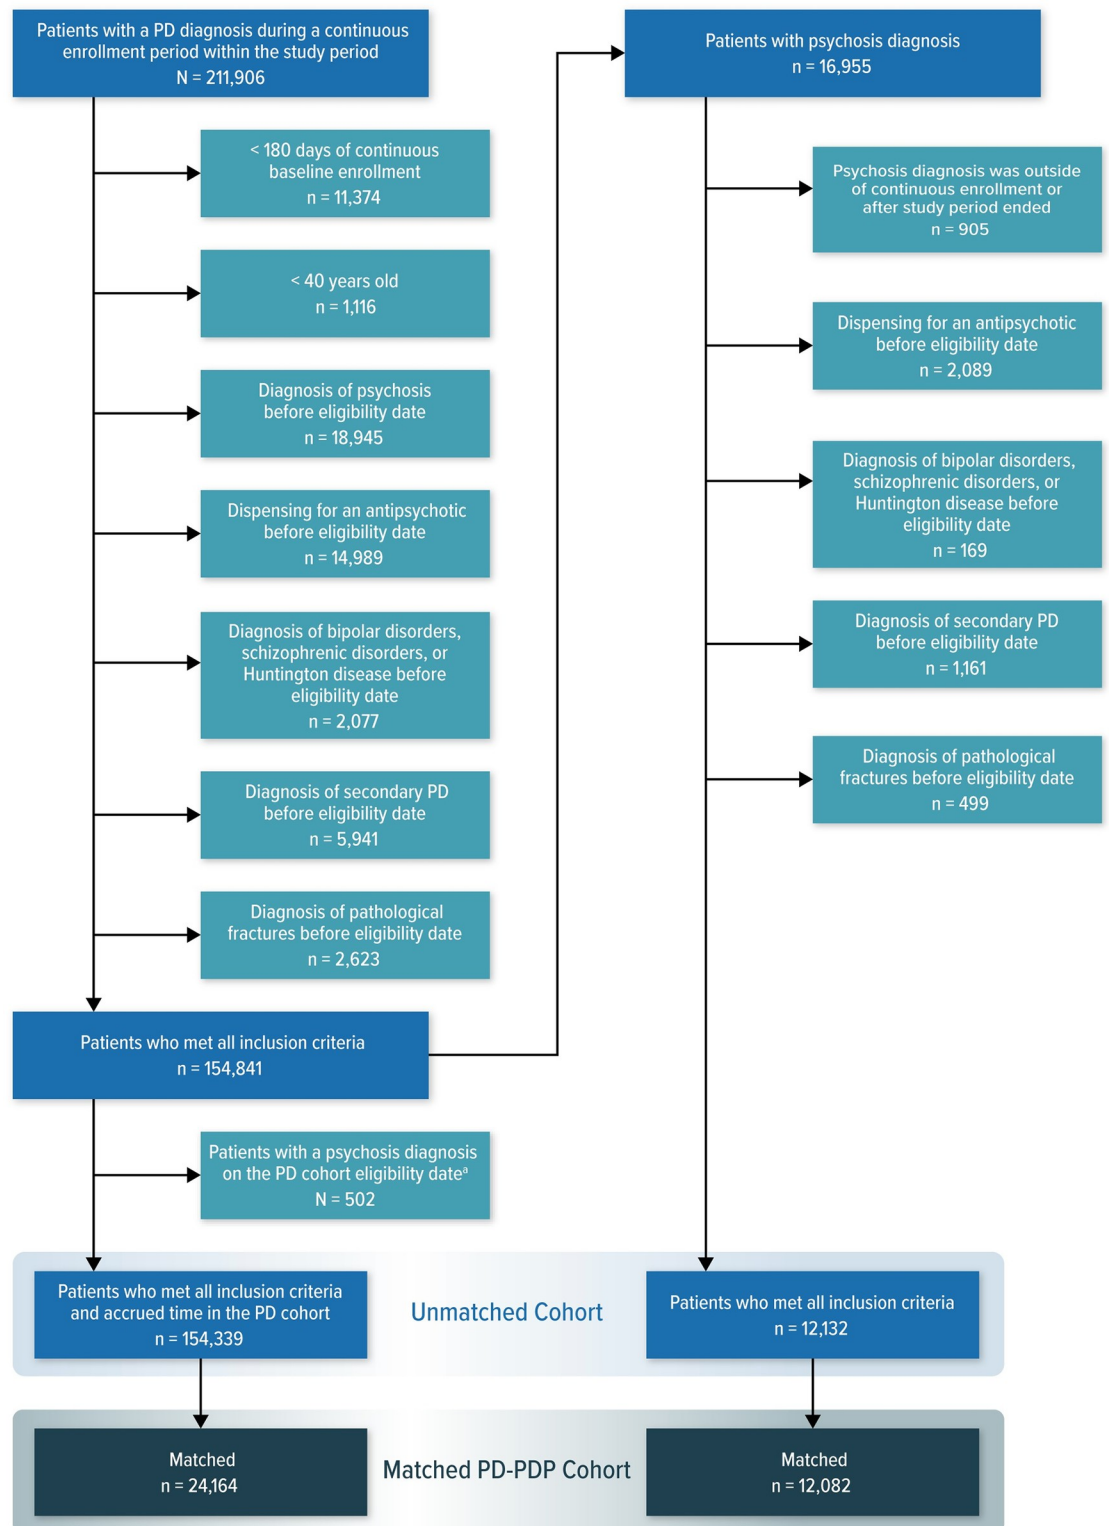 Patients with a PD diagnosis during a continuous
enrollment period within the study period
N = 211,906
< 180 days of continuous
baseline enrollment
n = 11,374
< 40 years old
n = 1,116
Diagnosis of psychosis
before eligibility date
n = 18,945
Dispensing for an antipsychotic
before eligibility date
n = 14,989
Diagnosis of bipolar disorders,
schizophrenic disorders, or
Huntington disease before
eligibility date
n = 2,077
Diagnosis of secondary PD
before eligibility date
n = 5,941
Diagnosis of pathological
fractures before eligibility date
n = 2,623
Patients who met all inclusion criteria
n = 154,841
Patients with a psychosis diagnosis
on the PD cohort eligibility dateᵃ
N = 502
Patients with psychosis diagnosis
n = 16,955
Psychosis diagnosis was outside
of continuous enrollment or
after study period ended
n = 905
Dispensing for an antipsychotic
before eligibility date
n = 2,089
Diagnosis of bipolar disorders,
schizophrenic disorders, or
Huntington disease before
eligibility date
n = 169
Diagnosis of secondary PD
before eligibility date
n = 1,161
Diagnosis of pathological
fractures before eligibility date
n = 499
Patients who met all inclusion criteria
and accrued time in the PD cohort
n = 154,339
Unmatched Cohort
Patients who met all inclusion criteria
n = 12,132
Matched
n = 24,164
Matched PD-PDP Cohort
Matched
n = 12,082